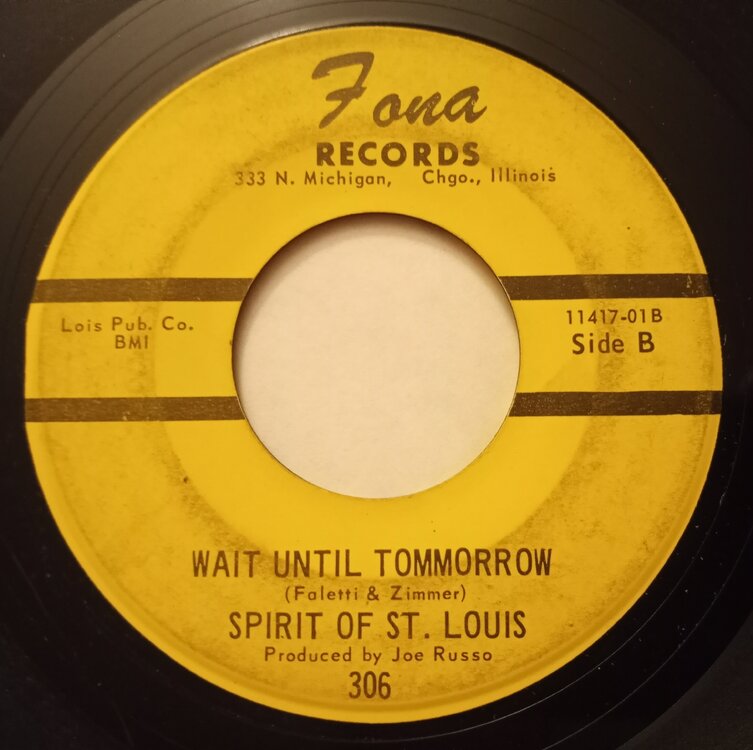 Fona
RECORDS
333 N. Michigan, Chgo., Illinois
Lois Pub. Co.
BMI
11417-01B
Side B
WAIT UNTIL TOMMORROW
(Faletti & Zimmer)
SPIRIT OF ST. LOUIS
Produced by Joe Russo
306